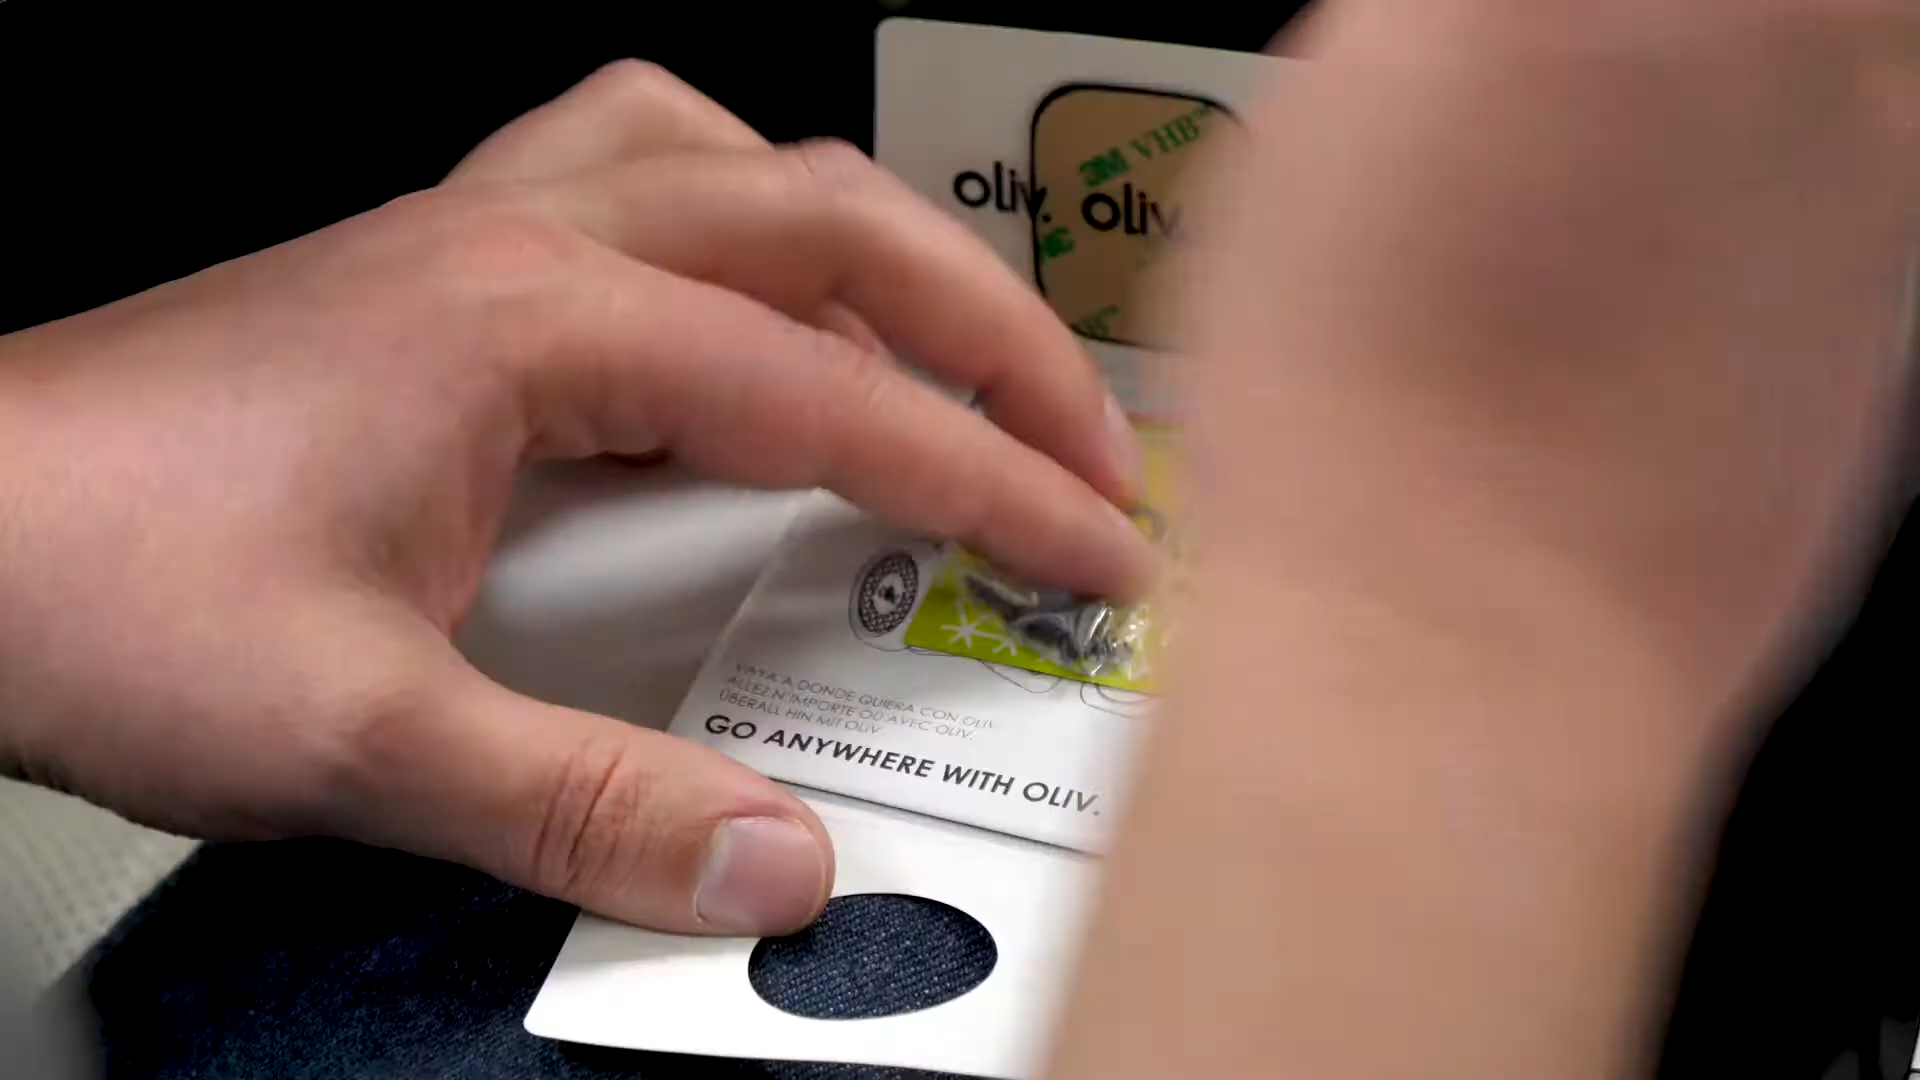 oliv.
3M VHB™
oliv.
VAYA A DONDE QUIERA CON OLIV.
ALLEZ N'IMPORTE OÙ AVEC OLIV.
ÜBERALL HIN MIT OLIV
GO ANYWHERE WITH OLIV.